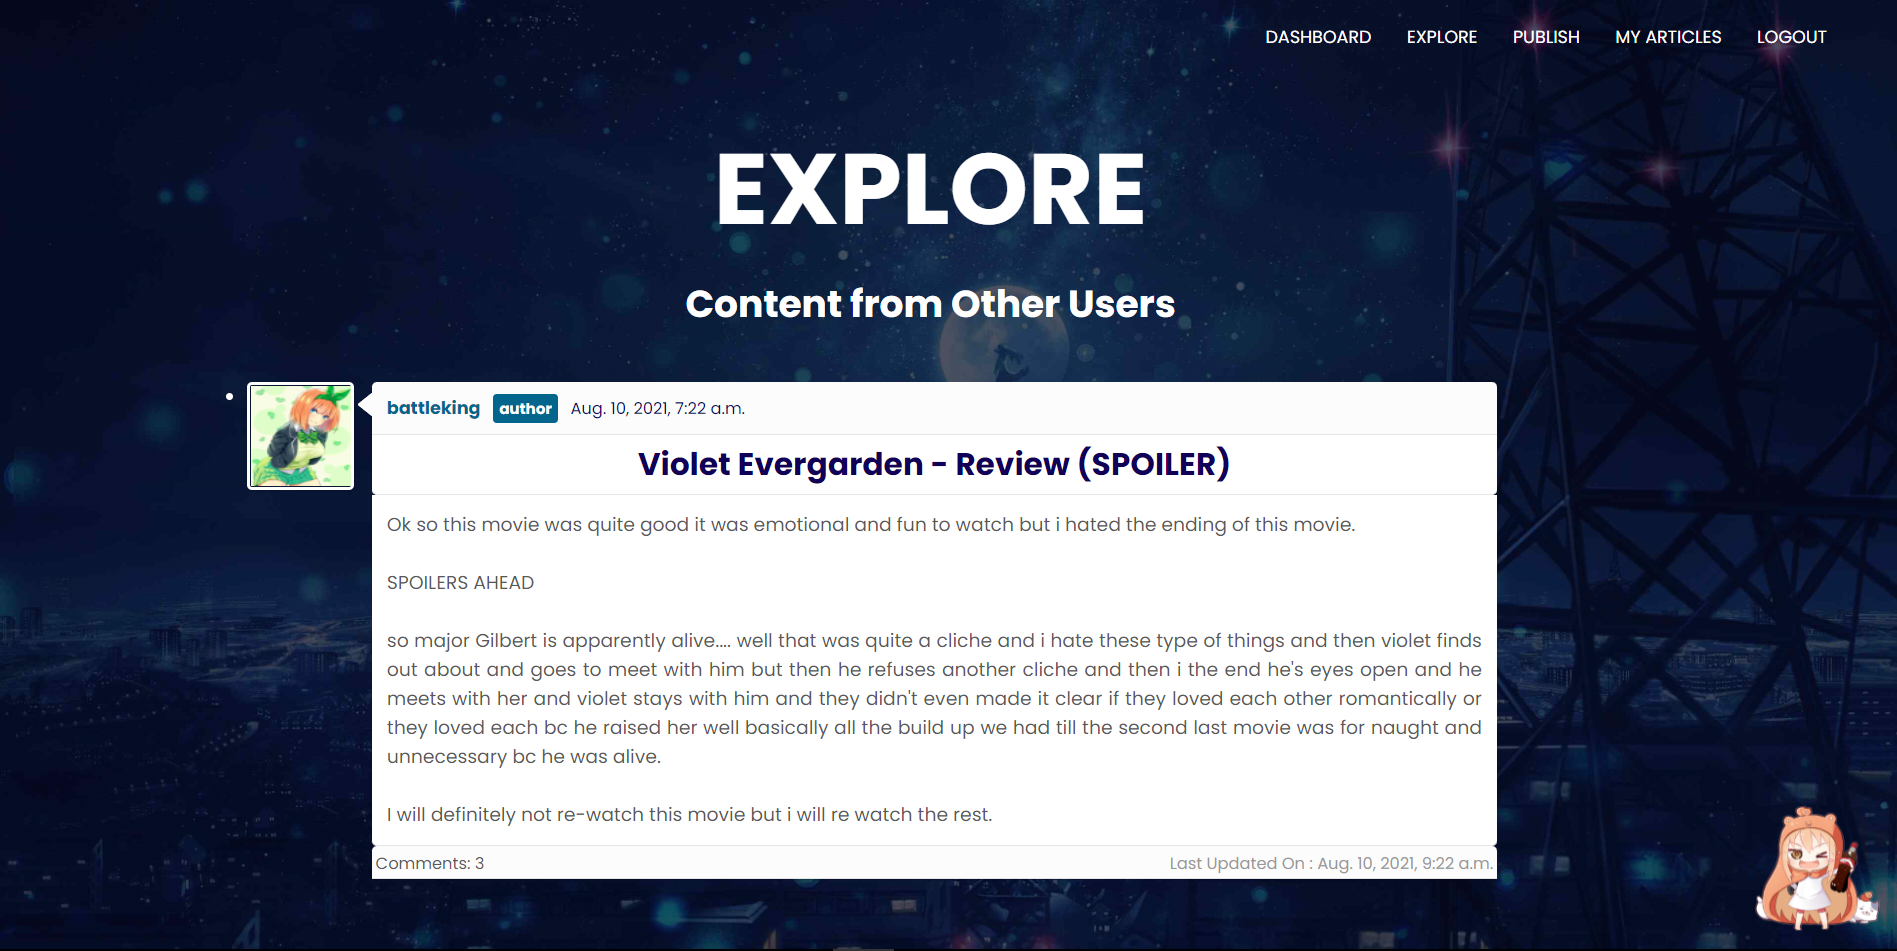 DASHBOARD EXPLORE PUBLISH MY ARTICLES LOGOUT
EXPLORE
Content from Other Users
battleking author Aug. 10, 2021, 7:22 a.m.
Violet Evergarden - Review (SPOILER)
Ok so this movie was quite good it was emotional and fun to watch but i hated the ending of this movie.
SPOILERS AHEAD
so major Gilbert is apparently alive.... well that was quite a cliche and i hate these type of things and then violet finds
out about and goes to meet with him but then he refuses another cliche and then i the end he's eyes open and he
meets with her and violet stays with him and they didn't even made it clear if they loved each other romantically or
they loved each bc he raised her well basically all the build up we had till the second last movie was for naught and
unnecessary bc he was alive.
I will definitely not re-watch this movie but i will re watch the rest.
Comments: 3 Last Updated On : Aug. 10, 2021, 9:22 a.m.